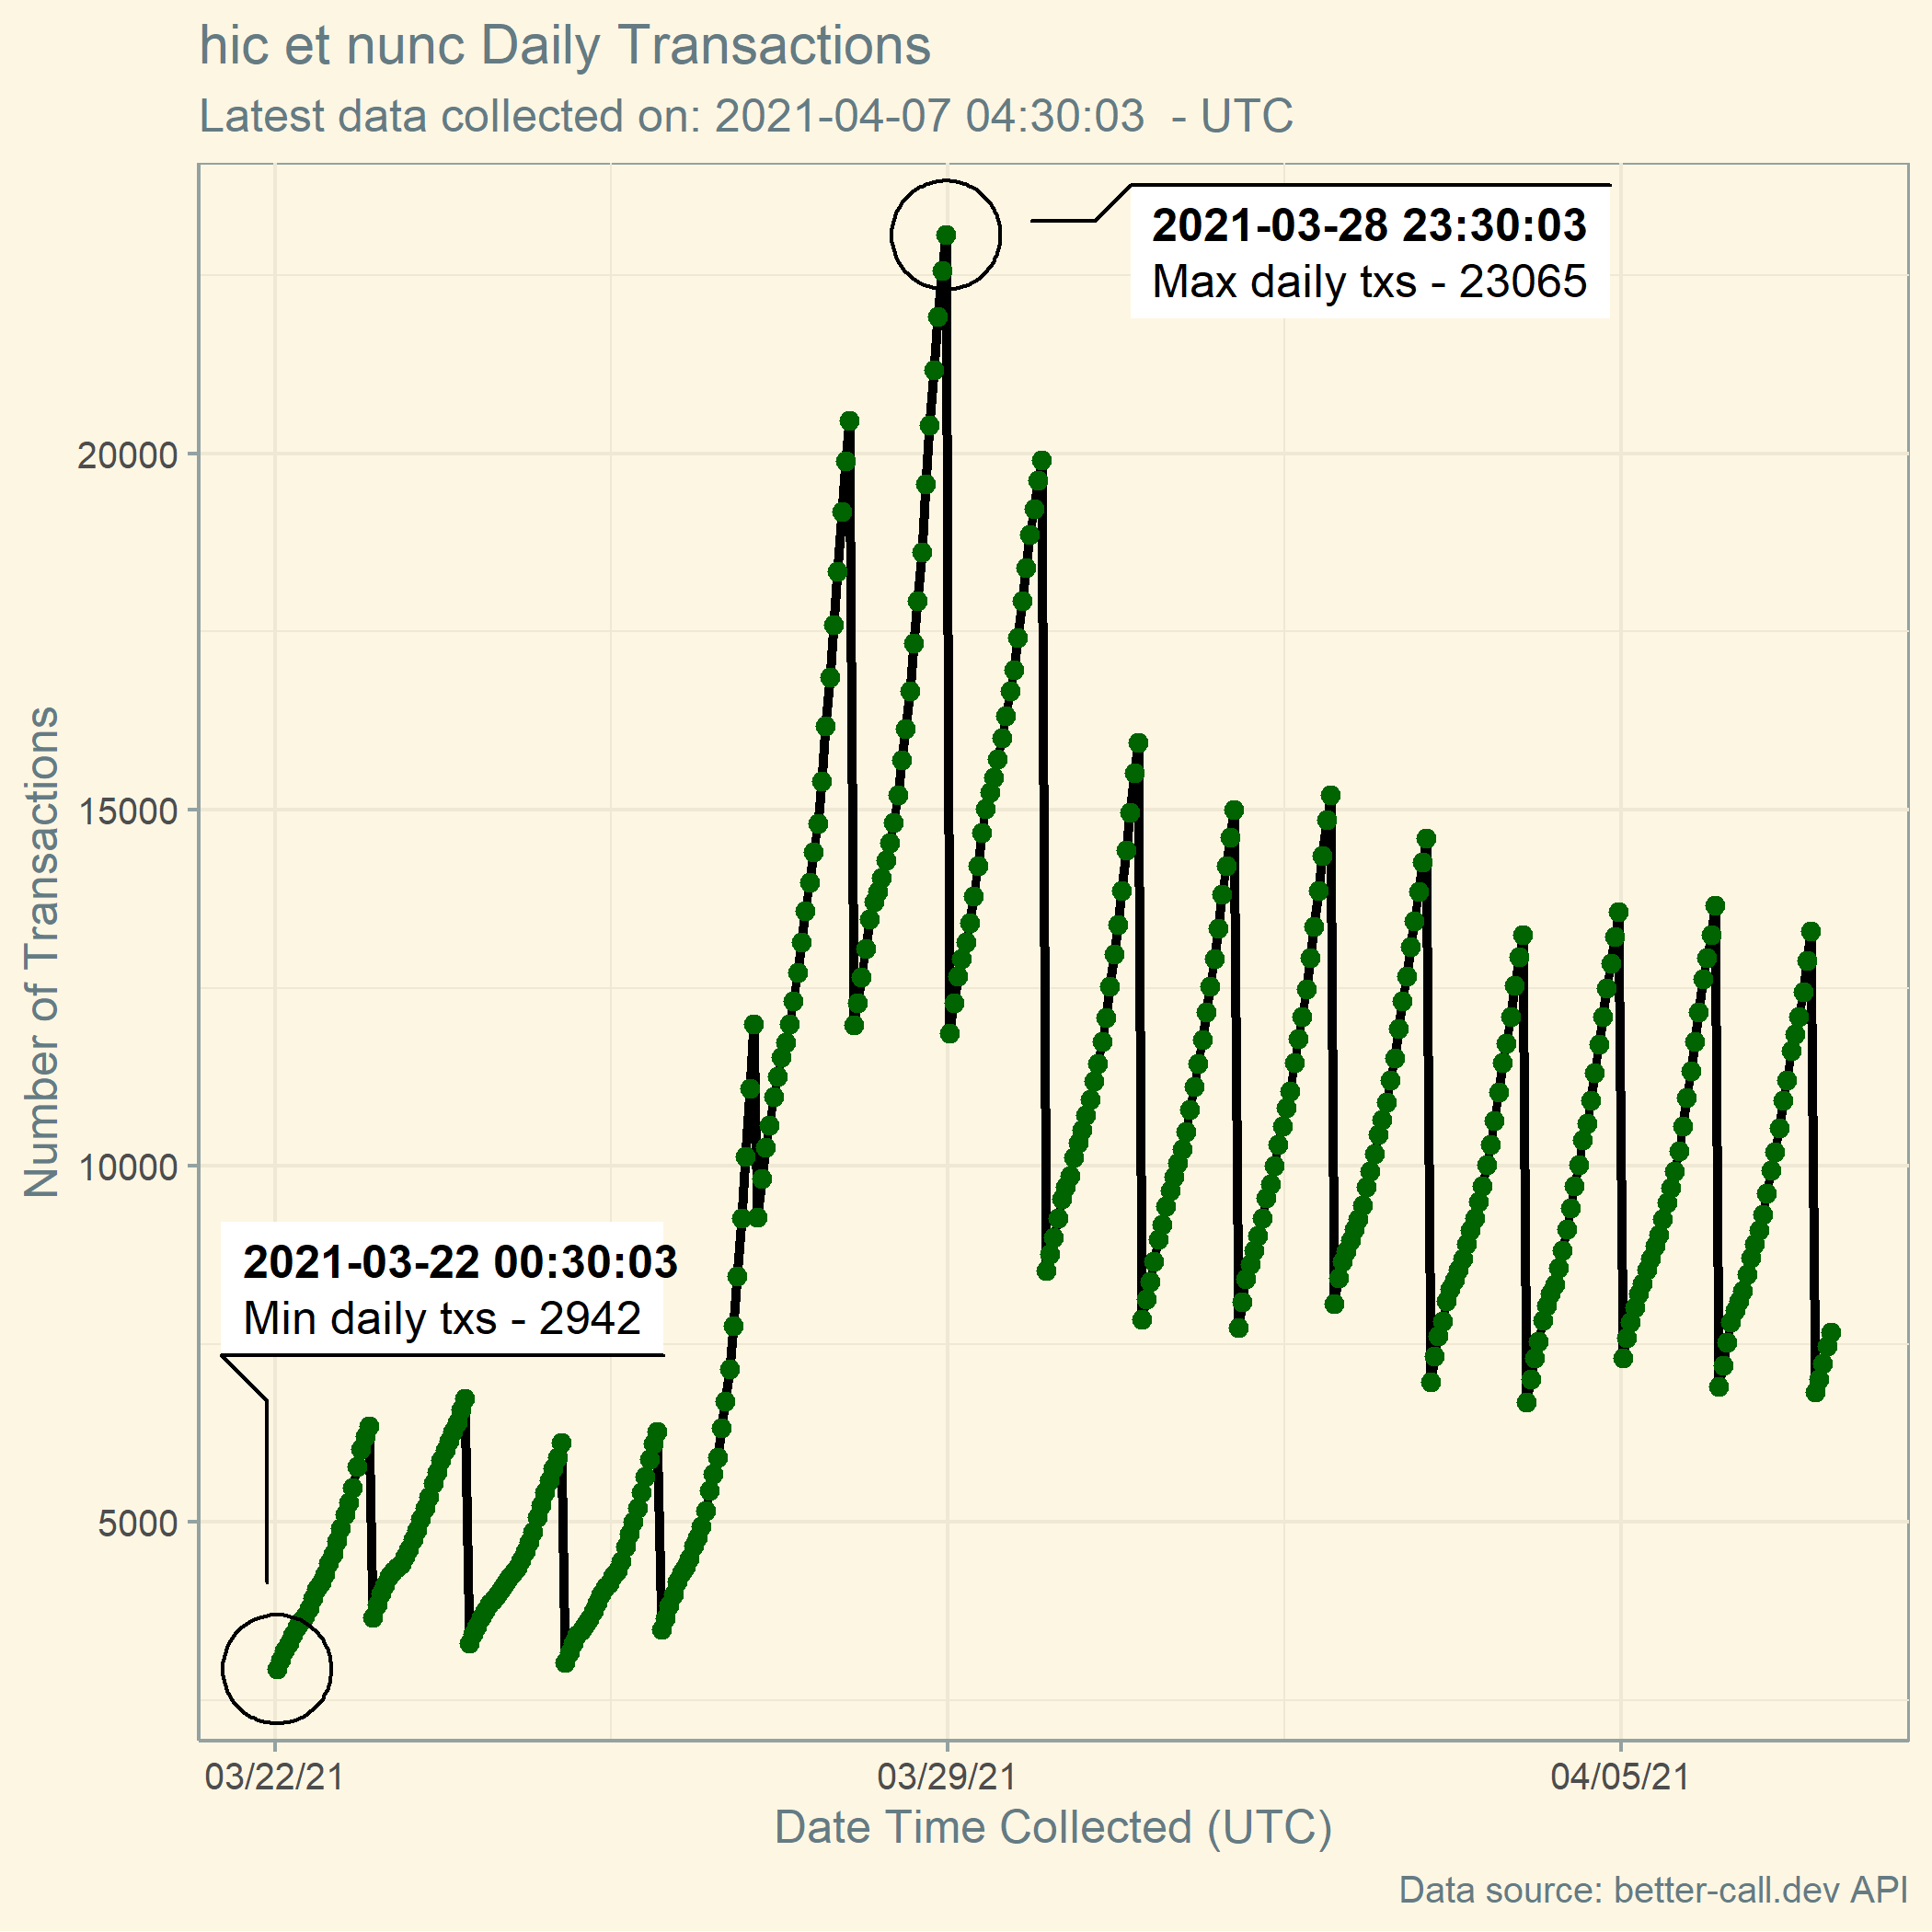 hic et nunc Daily Transactions
Latest data collected on: 2021-04-07 04:30:03  - UTC
2021-03-28 23:30:03
Max daily txs - 23065
20000
15000
10000
5000
Number of Transactions
2021-03-22 00:30:03
Min daily txs - 2942
03/22/21
03/29/21
04/05/21
Date Time Collected (UTC)
Data source: better-call.dev API